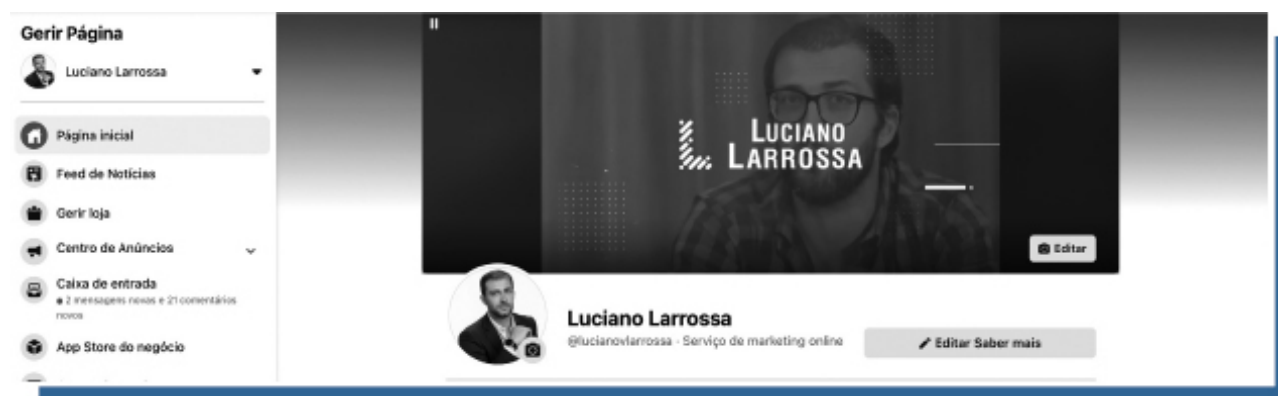 Gerir Página
Luciano Larrossa
Página inicial
Feed de Notícias
Gerir loja
Centro de Anúncios
Caixa de entrada
2 mensagens novas e 21 comentários
novos
App Store do negócio
LUCIANO
LARROSSA
Editar
Luciano Larrossa
@lucianovlarrossa · Serviço de marketing online
Editar Saber mais